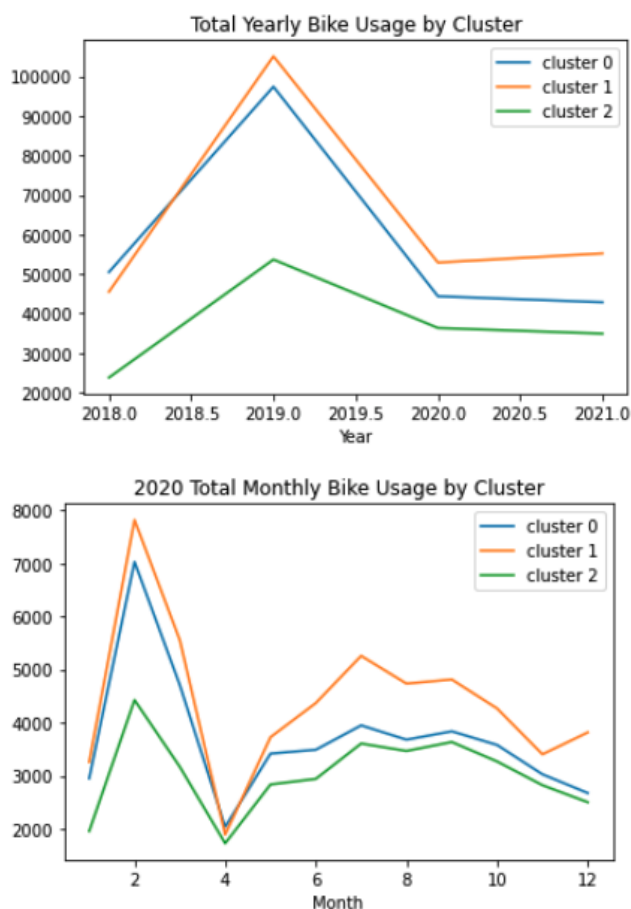 Total Yearly Bike Usage by Cluster
cluster 0
cluster 1
cluster 2
100000
90000
80000
70000
60000
50000
40000
30000
20000
2018.0 2018.5 2019.0 2019.5 2020.0 2020.5 2021.0
Year
2020 Total Monthly Bike Usage by Cluster
cluster 0
cluster 1
cluster 2
8000
7000
6000
5000
4000
3000
2000
2 4 6 8 10 12
Month